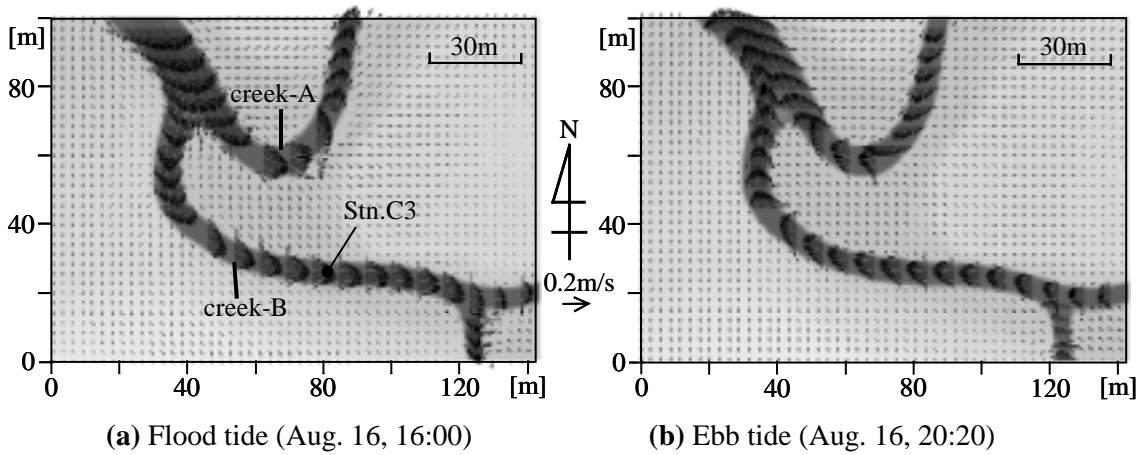 [m]
80
40
0
0 40 80 120 [m]
30m
creek-A
Stn.C3
creek-B
N
0.2m/s
[m]
80
40
0
0 40 80 120 [m]
30m
(a) Flood tide (Aug. 16, 16:00)
(b) Ebb tide (Aug. 16, 20:20)